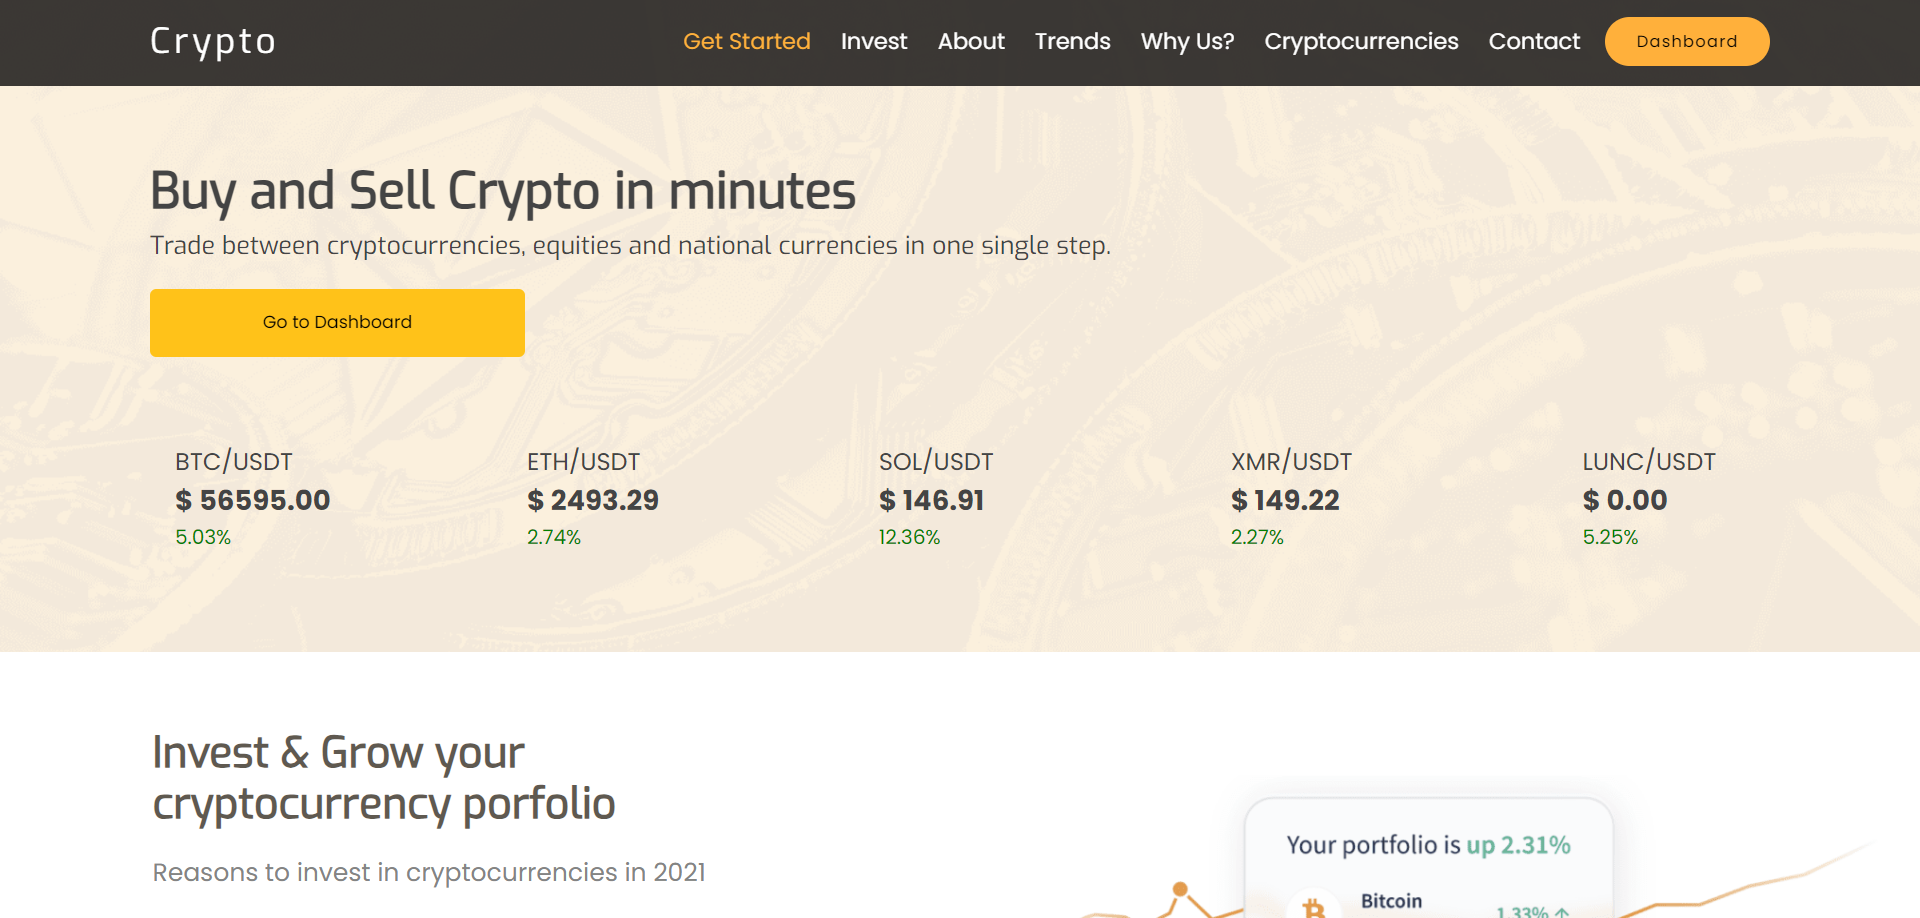 Crypto
Get Started Invest About Trends Why Us? Cryptocurrencies Contact Dashboard
Buy and Sell Crypto in minutes
Trade between cryptocurrencies, equities and national currencies in one single step.
Go to Dashboard
BTC/USDT
$ 56595.00
5.03%
ETH/USDT
$ 2493.29
2.74%
SOL/USDT
$ 146.91
12.36%
XMR/USDT
$ 149.22
2.27%
LUNC/USDT
$ 0.00
5.25%
Invest & Grow your
cryptocurrency porfolio
Reasons to invest in cryptocurrencies in 2021
Your portfolio is up 2.31%
Bitcoin
1.33% ↑